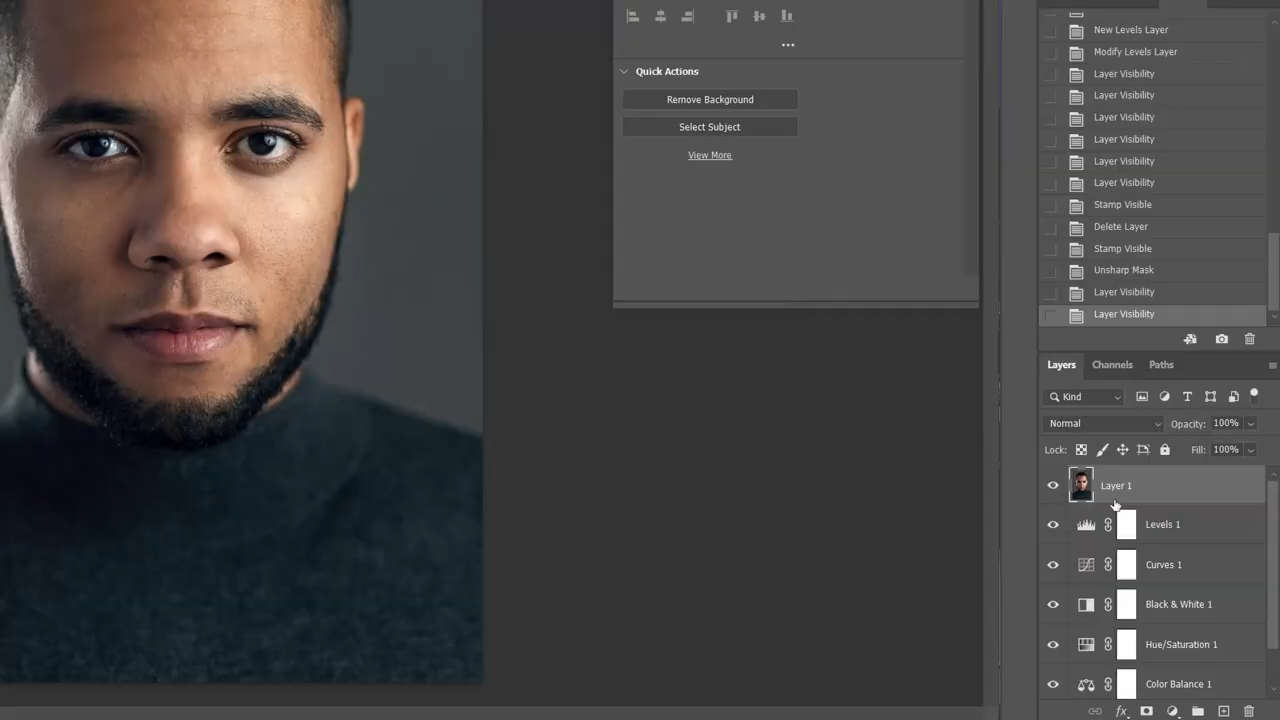 Quick Actions
Remove Background
Select Subject
View More
New Levels Layer
Modify Levels Layer
Layer Visibility
Layer Visibility
Layer Visibility
Layer Visibility
Layer Visibility
Layer Visibility
Stamp Visible
Delete Layer
Stamp Visible
Unsharp Mask
Layer Visibility
Layer Visibility
Layers Channels Paths
Kind
Normal Opacity: 100%
Lock: Fill: 100%
Layer 1
Levels 1
Curves 1
Black & White 1
Hue/Saturation 1
Color Balance 1
fx